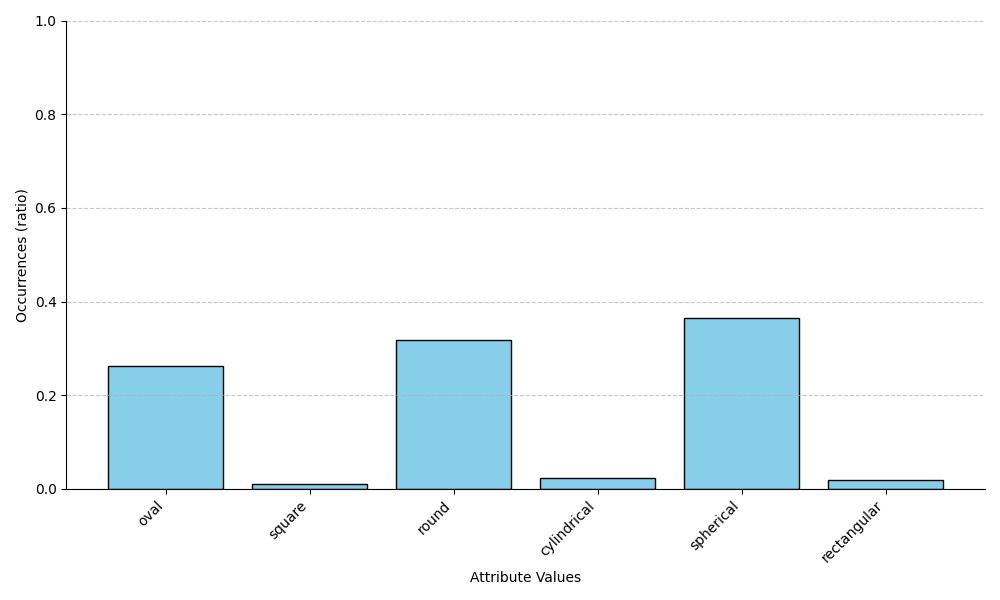 1.0
0.8
0.6
0.4
0.2
0.0
Occurrences (ratio)
oval
square
round
cylindrical
spherical
rectangular
Attribute Values